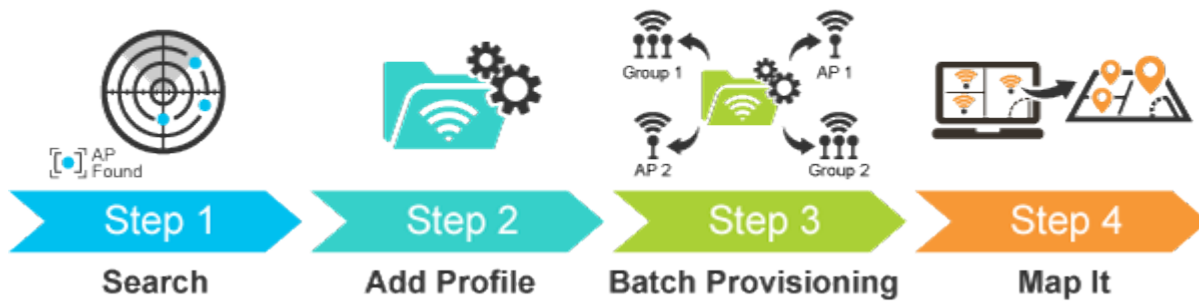 Group 1
AP 1
AP
Found
AP 2
Group 2
Step 1
Step 2
Step 3
Step 4
Search
Add Profile
Batch Provisioning
Map It